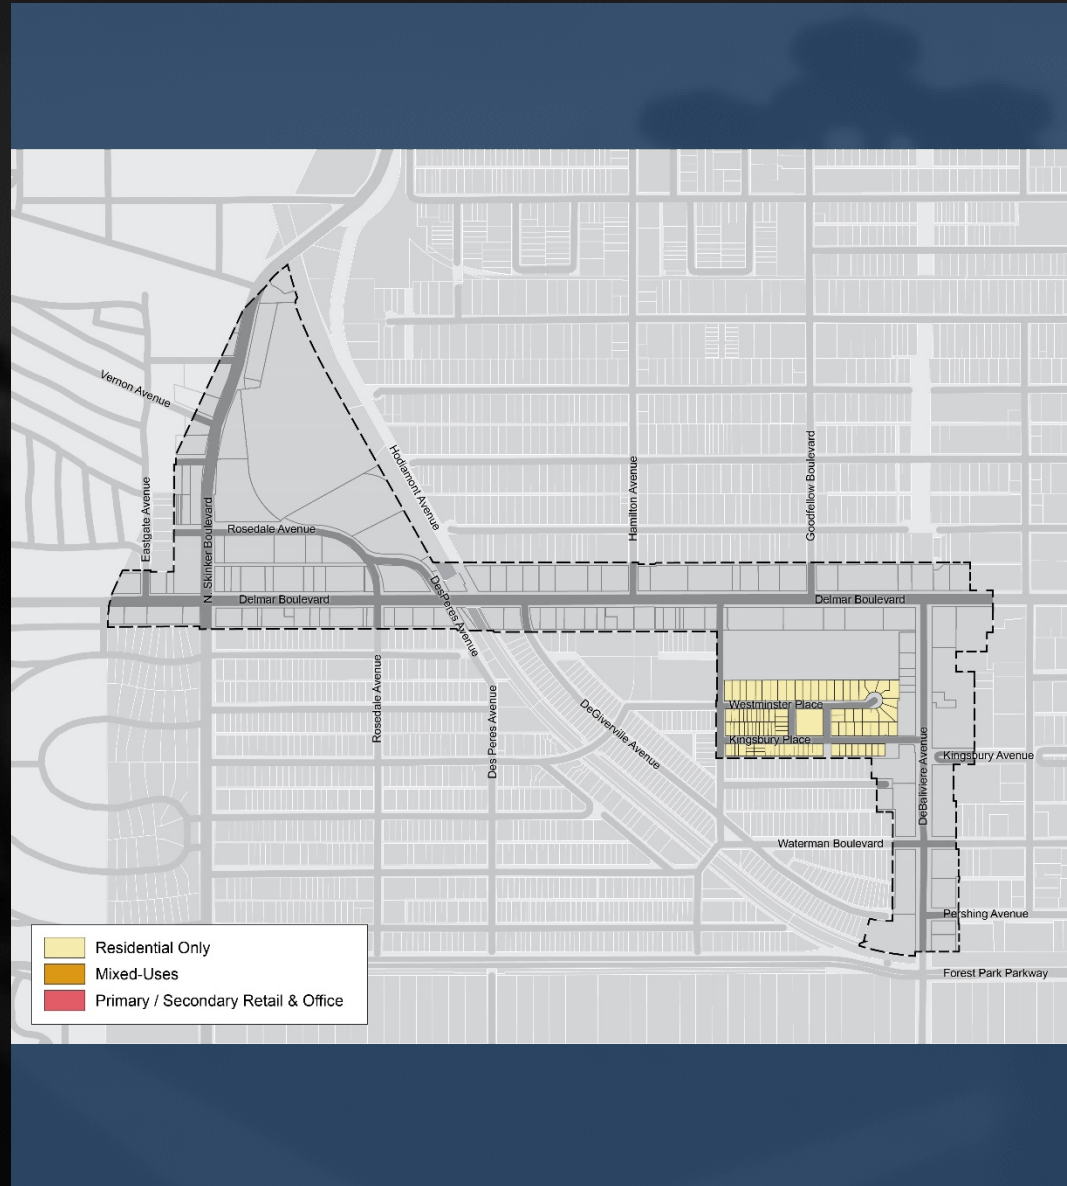 Vernon Avenue
Eastgate Avenue
N. Skinker Boulevard
Rosedale Avenue
Hodiamont Avenue
Hamilton Avenue
Goodfellow Boulevard
Delmar Boulevard
DesPeres Avenue
Delmar Boulevard
Rosedale Avenue
Des Peres Avenue
DeGiverville Avenue
Westminster Place
Kingsbury Place
DeBaliviere Avenue
Kingsbury Avenue
Waterman Boulevard
Pershing Avenue
Forest Park Parkway
Residential Only
Mixed-Uses
Primary / Secondary Retail & Office